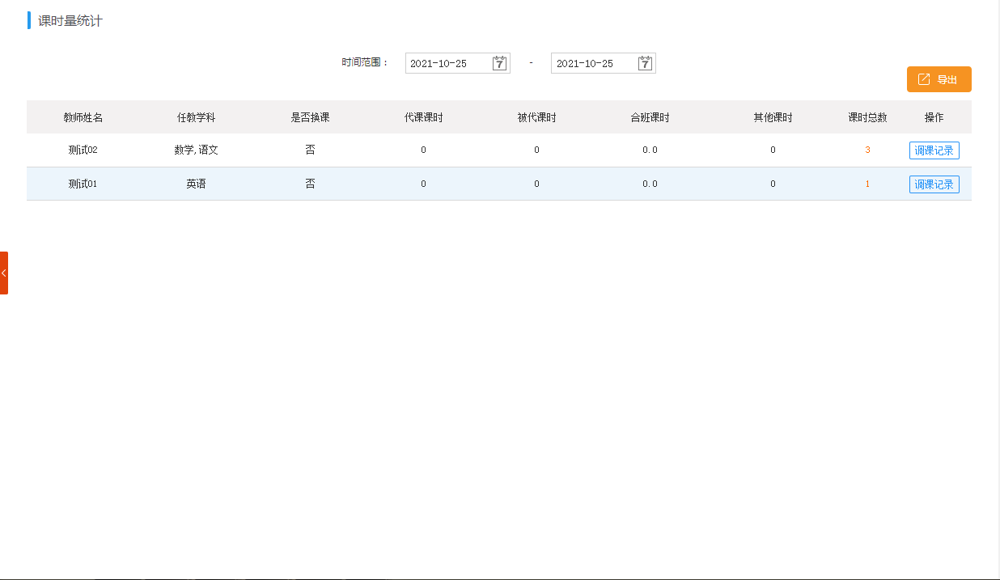 课时量统计
时间范围： 2021-10-25 - 2021-10-25
导出
教师姓名 任教学科 是否换课 代课课时 被代课时 合班课时 其他课时 课时总数 操作
测试02 数学,语文 否 0 0 0.0 0 3 调课记录
测试01 英语 否 0 0 0.0 0 1 调课记录